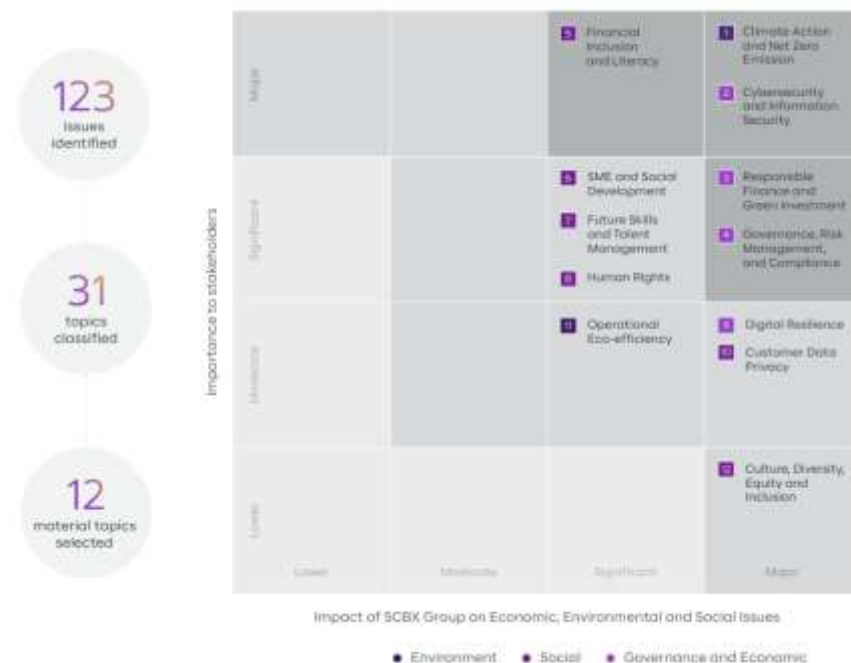 123
issues
identified
31
topics
classified
12
material topics
selected
Importance to stakeholders
Major
Significant
Moderate
Lower
5 Financial
Inclusion
and Literacy
1 Climate Action
and Net Zero
Emission
2 Cybersecurity
and Information
Security
6 SME and Social
Development
7 Future Skills
and Talent
Management
8 Human Rights
3 Responsible
Finance and
Green Investment
4 Governance, Risk
Management,
and Compliance
11 Operational
Eco-efficiency
9 Digital Resilience
10 Customer Data
Privacy
12 Culture, Diversity,
Equity and
Inclusion
Lower
Moderate
Significant
Major
Impact of SCBX Group on Economic, Environmental and Social Issues
Environment
Social
Governance and Economic